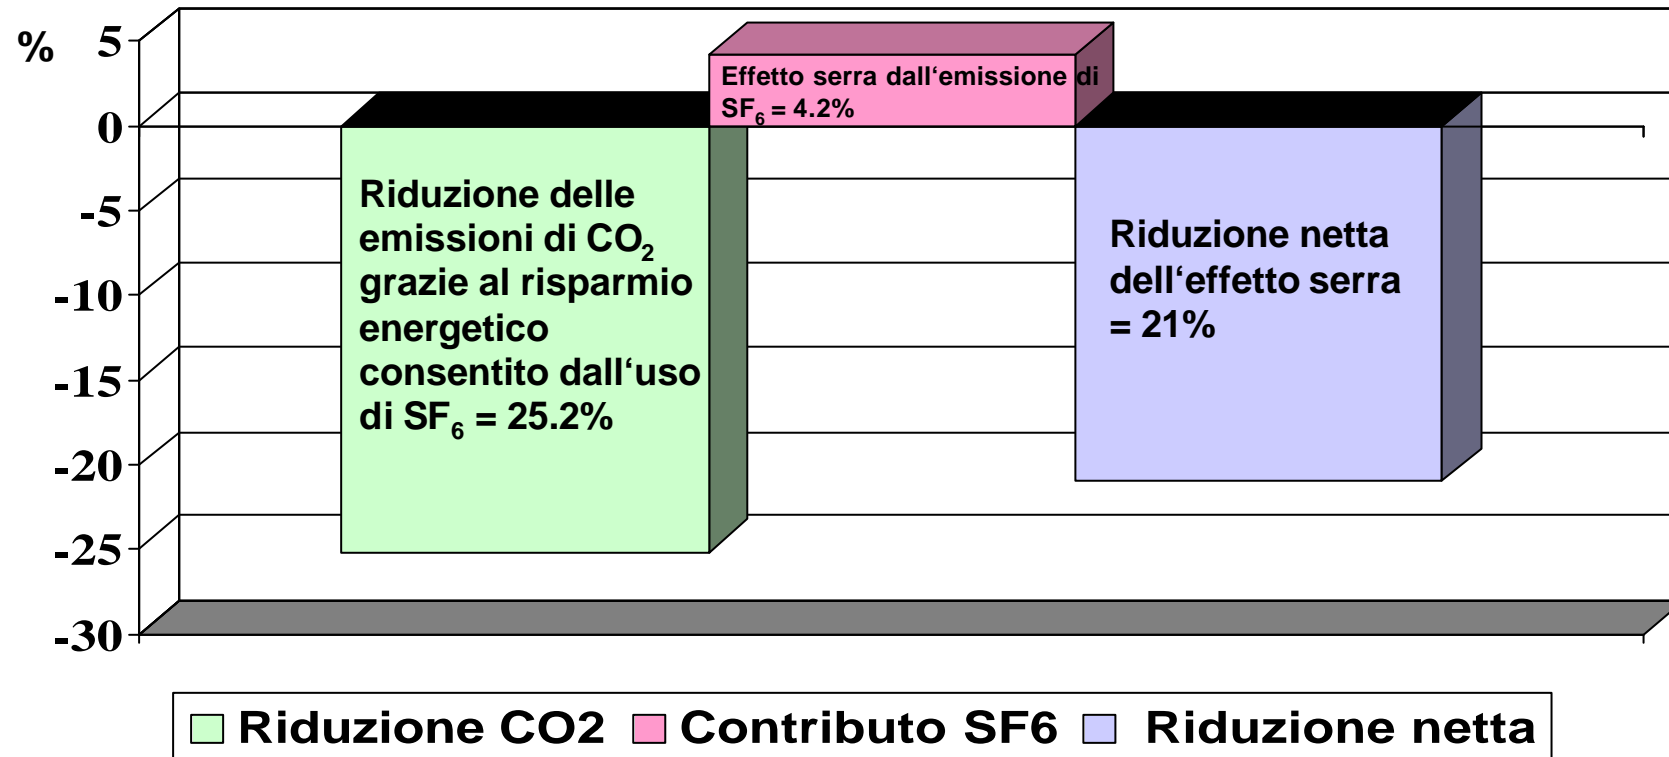 %
5
0
-5
-10
-15
-20
-25
-30
Effetto serra dall‘emissione di
SF₆ = 4.2%
Riduzione delle
emissioni di CO₂
grazie al risparmio
energetico
consentito dall‘uso
di SF₆ = 25.2%
Riduzione netta
dell‘effetto serra
= 21%
Riduzione CO2 Contributo SF6 Riduzione netta